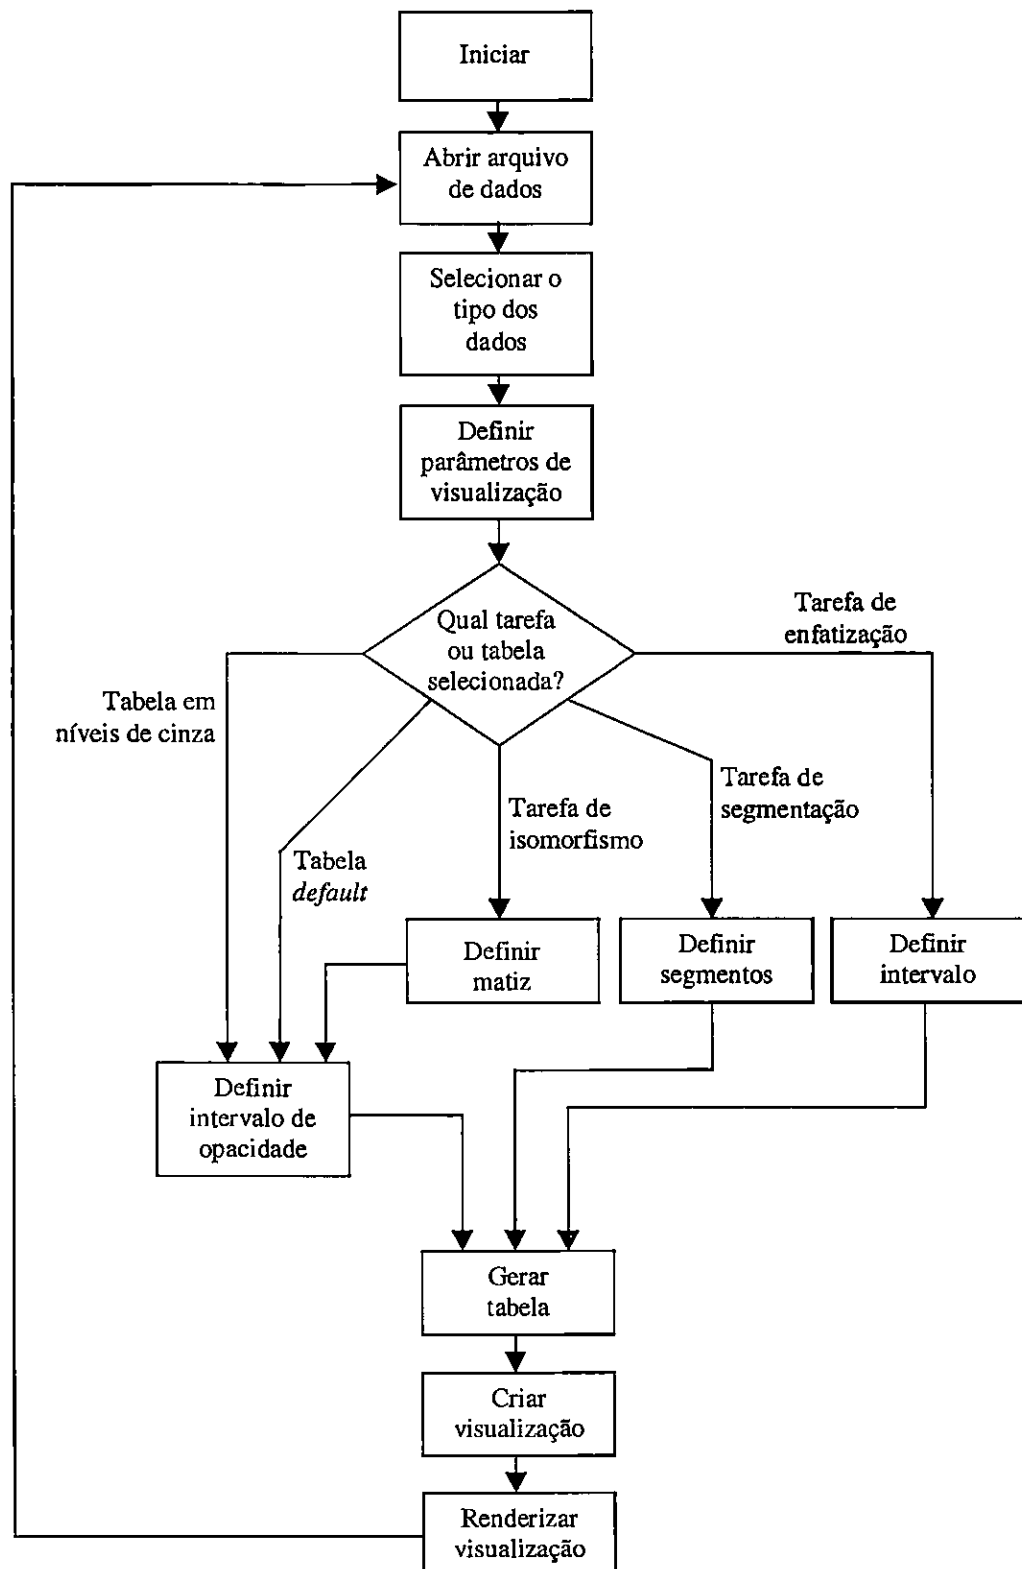 Iniciar
Abrir arquivo
de dados
Selecionar o
tipo dos
dados
Definir
parâmetros de
visualização
Qual tarefa
ou tabela
selecionada?
Tarefa de
enfatização
Tabela em
níveis de cinza
Tarefa de
segmentação
Tarefa de
isomorfismo
Tabela
default
Definir
matiz
Definir
segmentos
Definir
intervalo
Definir
intervalo de
opacidade
Gerar
tabela
Criar
visualização
Renderizar
visualização